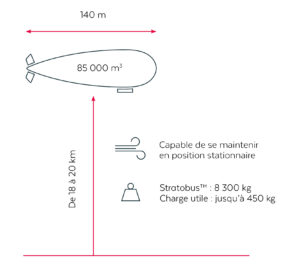 140 m
85 000 m³
De 18 à 20 km
Capable de se maintenir
en position stationnaire
Stratobus™ : 8 300 kg
Charge utile : jusqu'à 450 kg